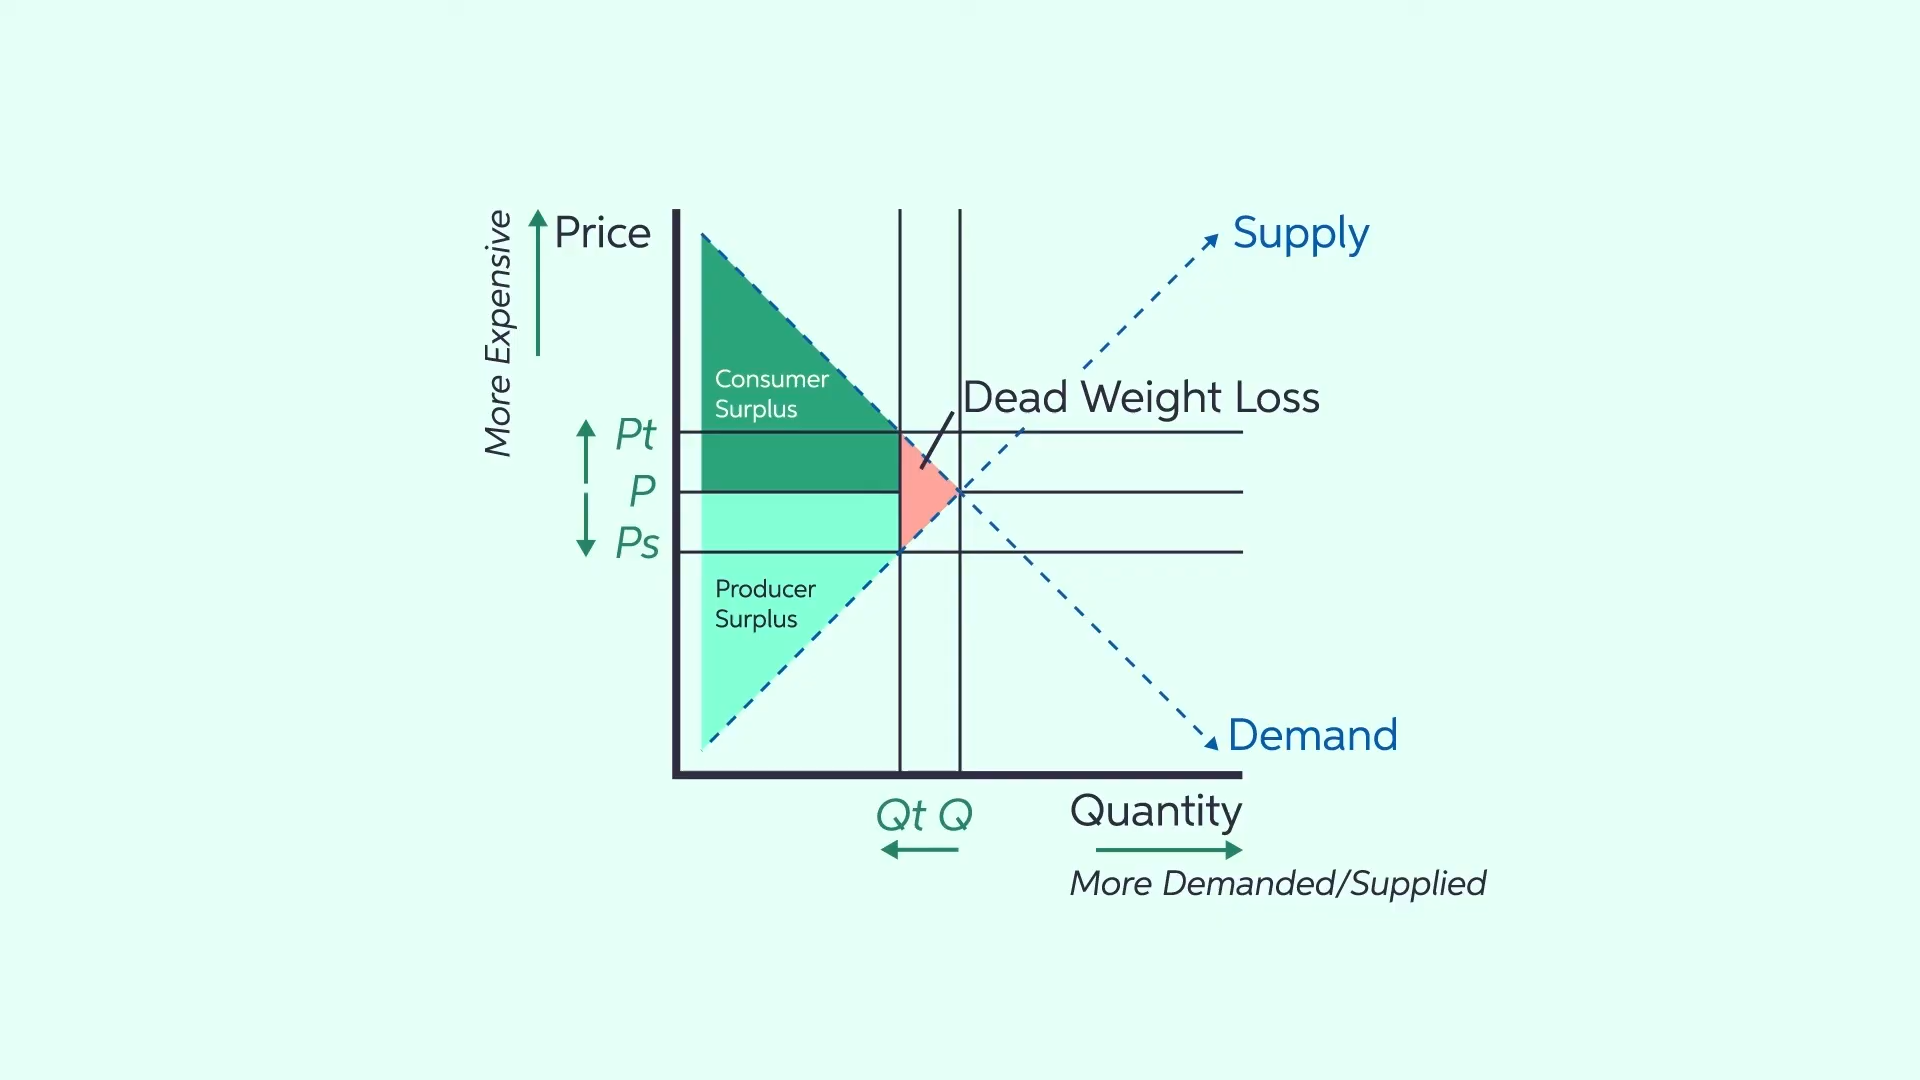 More Expensive
Price
Supply
Consumer
Surplus
Dead Weight Loss
Pt
P
Ps
Producer
Surplus
Demand
Qt Q
Quantity
More Demanded/Supplied